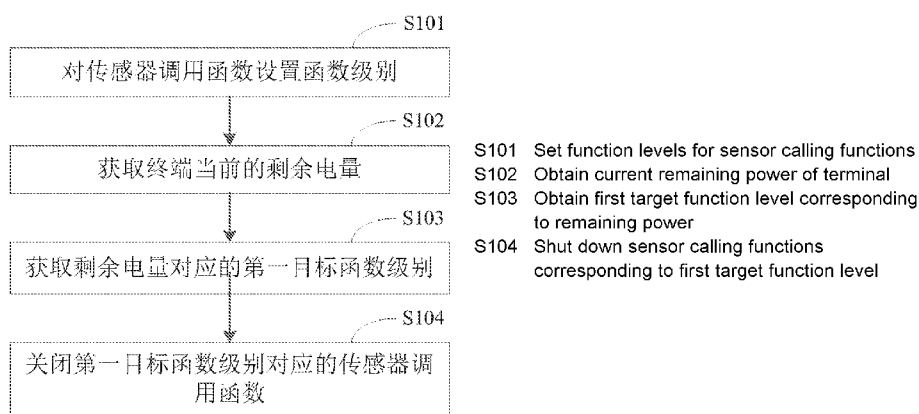 S101
对传感器调用函数设置函数级别
S102
获取终端当前的剩余电量
S103
获取剩余电量对应的第一目标函数级别
S104
关闭第一目标函数级别对应的传感器调
用函数
S101 Set function levels for sensor calling functions
S102 Obtain current remaining power of terminal
S103 Obtain first target function level corresponding
to remaining power
S104 Shut down sensor calling functions
corresponding to first target function level